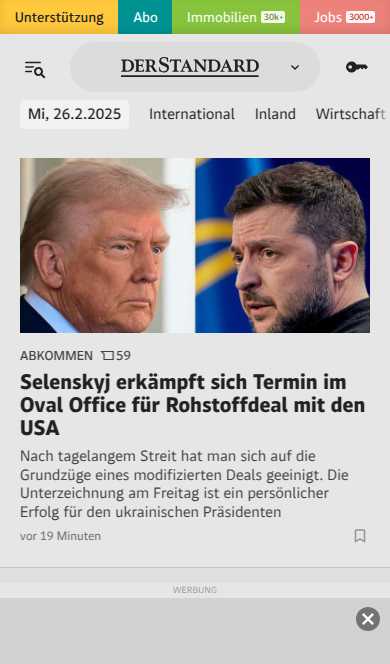 Unterstützung Abo Immobilien 30k+ Jobs 3000+
DERSTANDARD
Mi, 26.2.2025 International Inland Wirtschaft
ABKOMMEN 59
Selenskyj erkämpft sich Termin im
Oval Office für Rohstoffdeal mit den
USA
Nach tagelangem Streit hat man sich auf die
Grundzüge eines modifizierten Deals geeinigt. Die
Unterzeichnung am Freitag ist ein persönlicher
Erfolg für den ukrainischen Präsidenten
vor 19 Minuten
WERBUNG